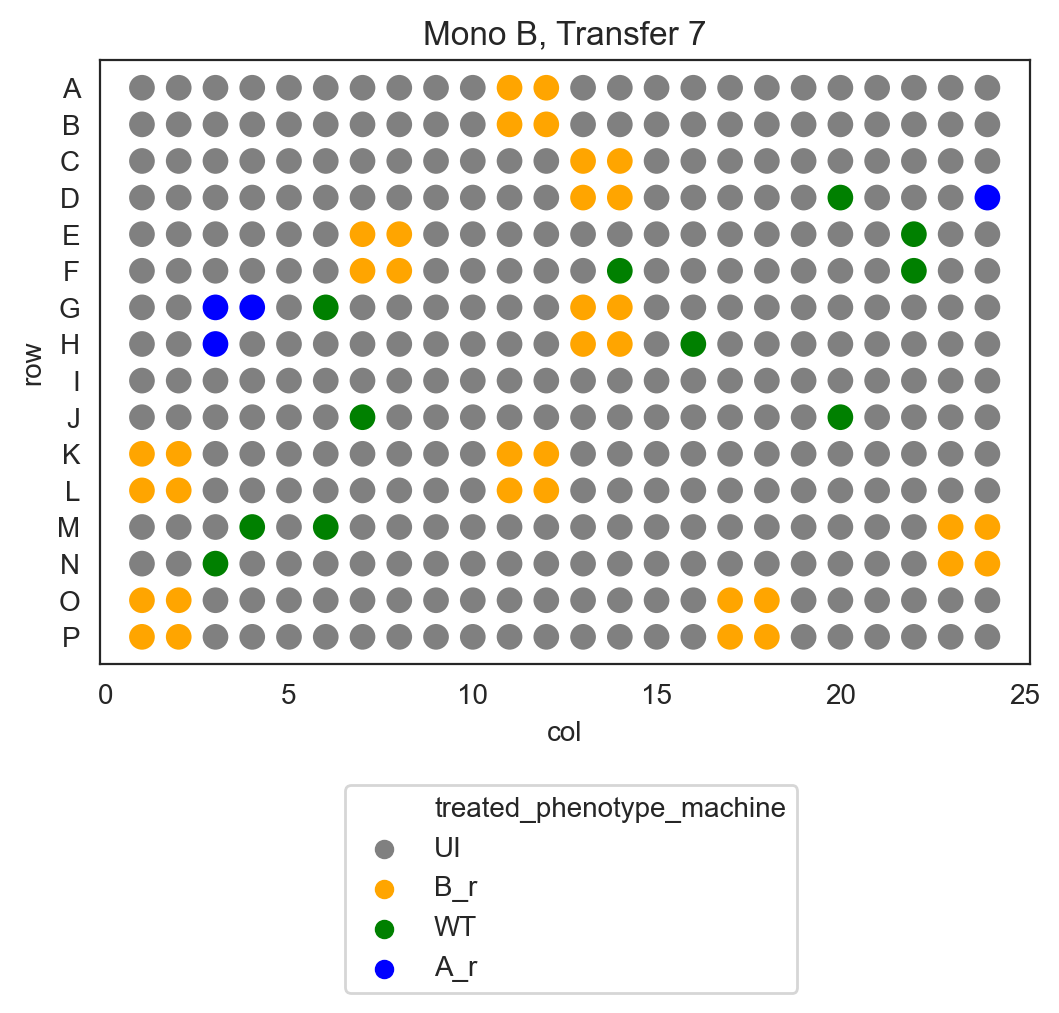 Mono B, Transfer 7
A
B
C
D
E
F
G
H
I
J
K
L
M
N
O
P
row
0 5 10 15 20 25
col
treated_phenotype_machine
UI
B_r
WT
A_r